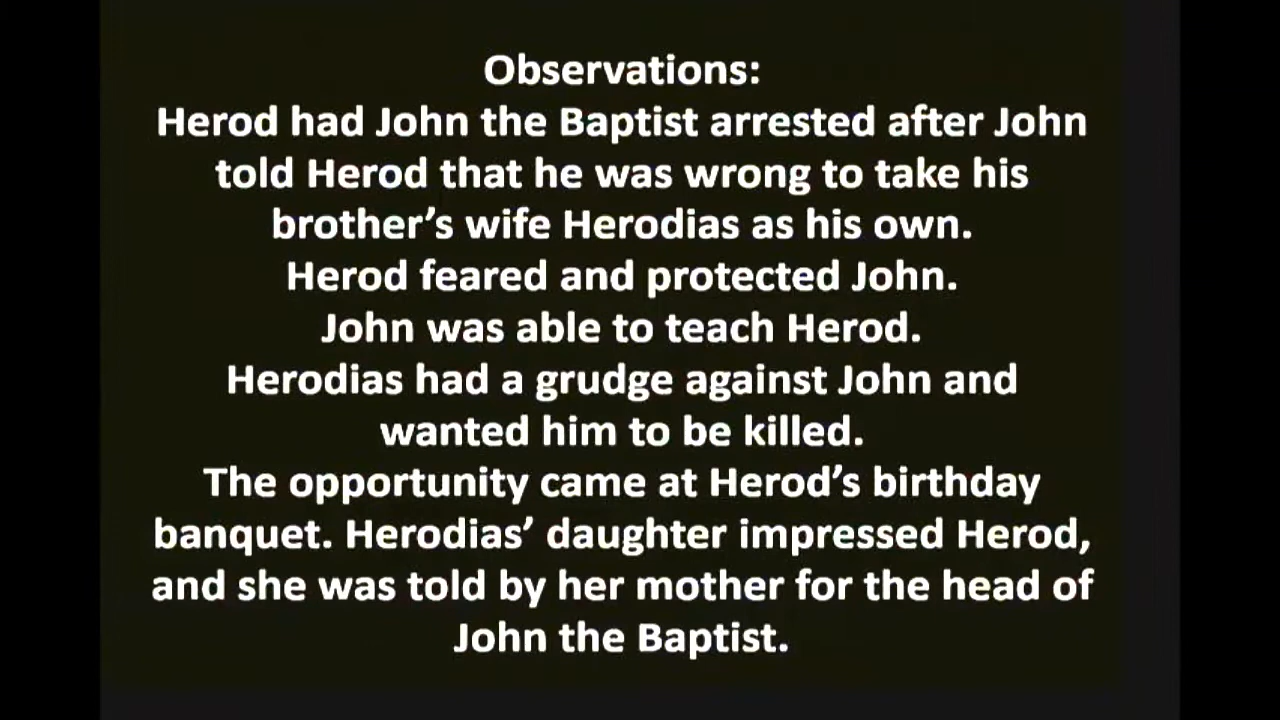 Observations:
Herod had John the Baptist arrested after John
told Herod that he was wrong to take his
brother’s wife Herodias as his own.
Herod feared and protected John.
John was able to teach Herod.
Herodias had a grudge against John and
wanted him to be killed.
The opportunity came at Herod’s birthday
banquet. Herodias’ daughter impressed Herod,
and she was told by her mother for the head of
John the Baptist.